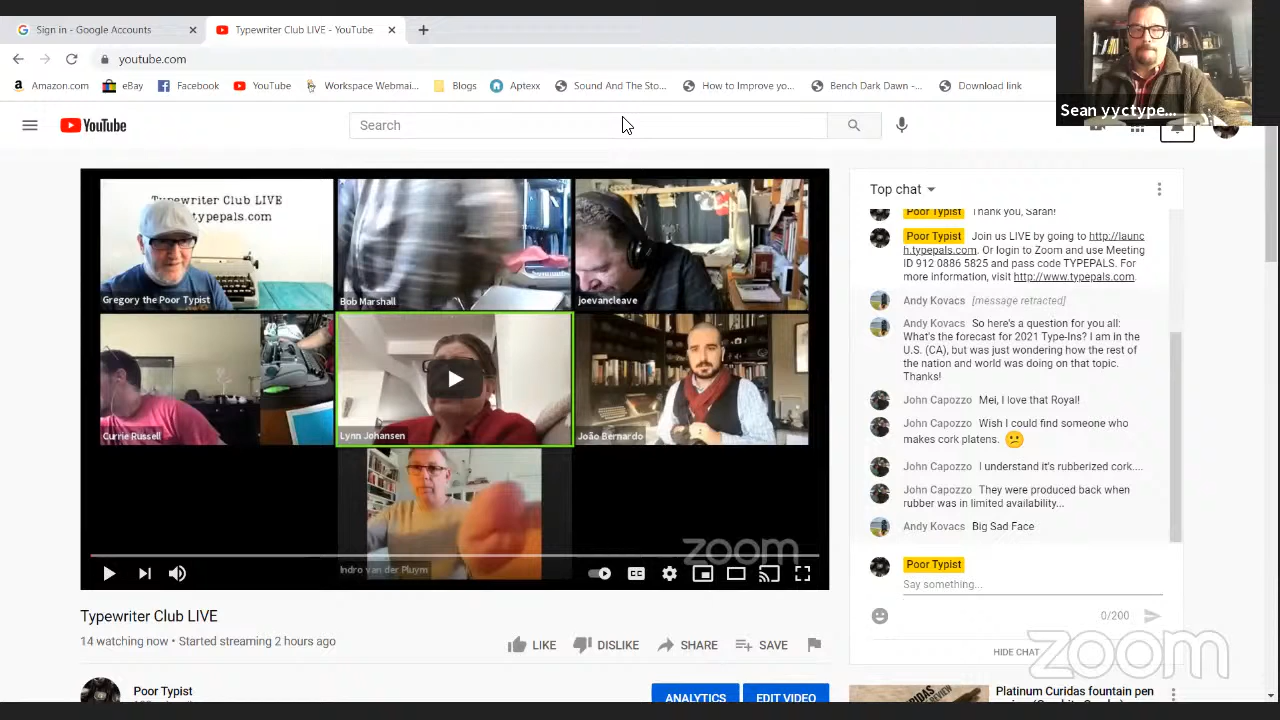 Sign in - Google Accounts
Typewriter Club LIVE - YouTube
youtube.com
Amazon.com
eBay
Facebook
YouTube
Workspace Webmai...
Blogs
Aptexx
Sound And The Sto...
How to Improve yo...
Bench Dark Dawn -...
Download link
Sean yyctype...
YouTube
Search
Typewriter Club LIVE
typepals.com
Gregory the Poor Typist
Bob Marshall
joevancleave
Currie Russell
Lynn Johansen
João Bernardo
Indro van der Pluym
zoom
Typewriter Club LIVE
14 watching now • Started streaming 2 hours ago
LIKE
DISLIKE
SHARE
SAVE
Poor Typist
ANALYTICS
EDIT VIDEO
Top chat
Poor Typist Thank you, Sarah!
Poor Typist Join us LIVE by going to http://launc
h.typepals.com. Or login to Zoom and use Meeting
ID 912 0886 5825 and pass code TYPEPALS. For
more information, visit http://www.typepals.com.
Andy Kovacs [message retracted]
Andy Kovacs So here's a question for you all:
What's the forecast for 2021 Type-Ins? I am in the
U.S. (CA), but was just wondering how the rest of
the nation and world was doing on that topic.
Thanks!
John Capozzo Mei, I love that Royal!
John Capozzo Wish I could find someone who
makes cork platens.
John Capozzo I understand it's rubberized cork....
John Capozzo They were produced back when
rubber was in limited availability...
Andy Kovacs Big Sad Face
Poor Typist
Say something...
0/200
HIDE CHAT
zoom
Platinum Curidas fountain pen